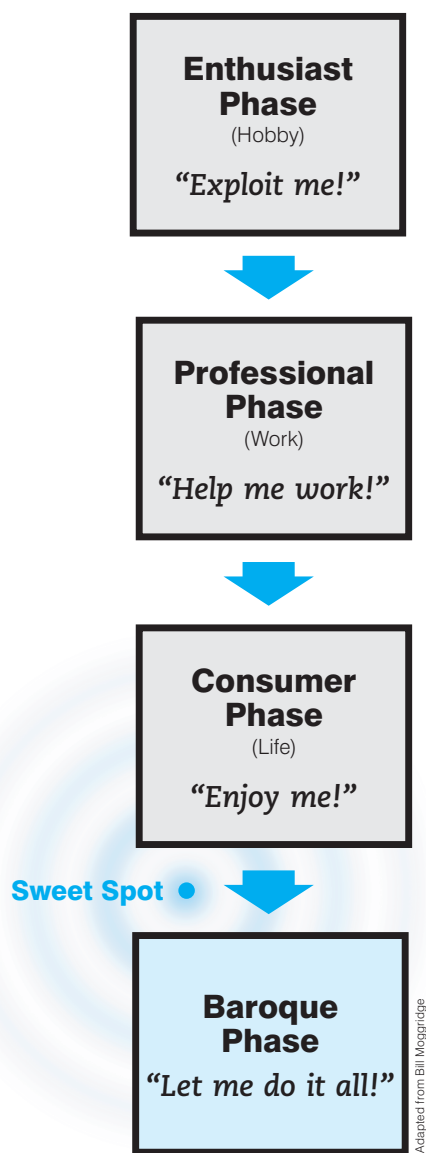 Enthusiast
Phase
(Hobby)
“Exploit me!”
Professional
Phase
(Work)
“Help me work!”
Consumer
Phase
(Life)
“Enjoy me!”
Sweet Spot
Baroque
Phase
“Let me do it all!”
Adapted from Bill Moggridge